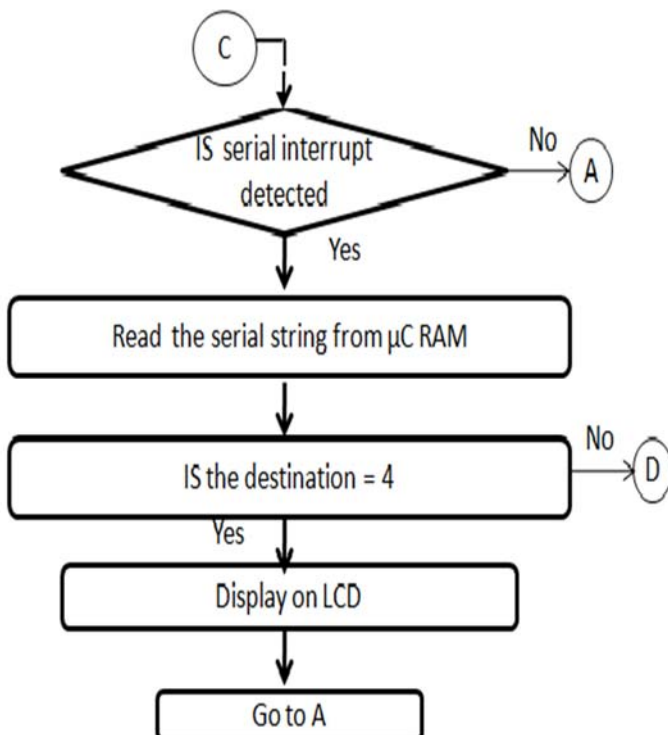 C
IS serial interrupt
detected
No
A
Yes
Read the serial string from µC RAM
IS the destination = 4
No
D
Yes
Display on LCD
Go to A